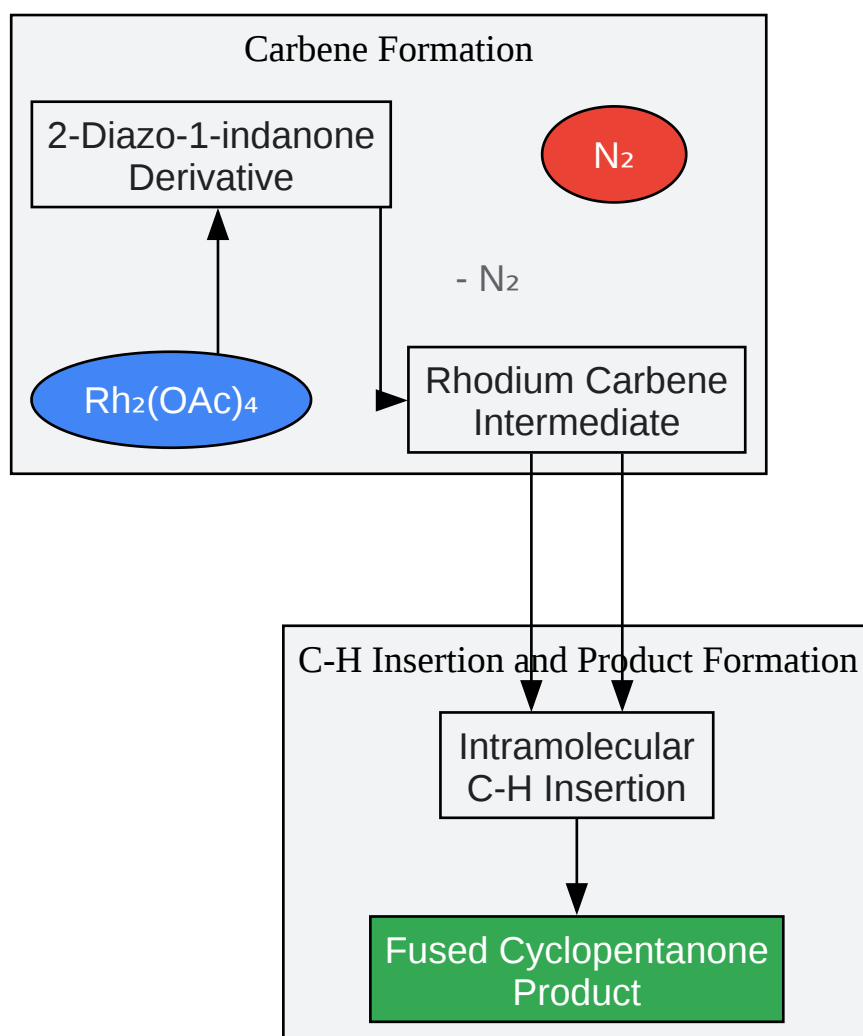 Carbene Formation
2-Diazo-1-indanone
Derivative
N₂
- N₂
Rh₂(OAc)₄
Rhodium Carbene
Intermediate
C-H Insertion and Product Formation
Intramolecular
C-H Insertion
Fused Cyclopentanone
Product